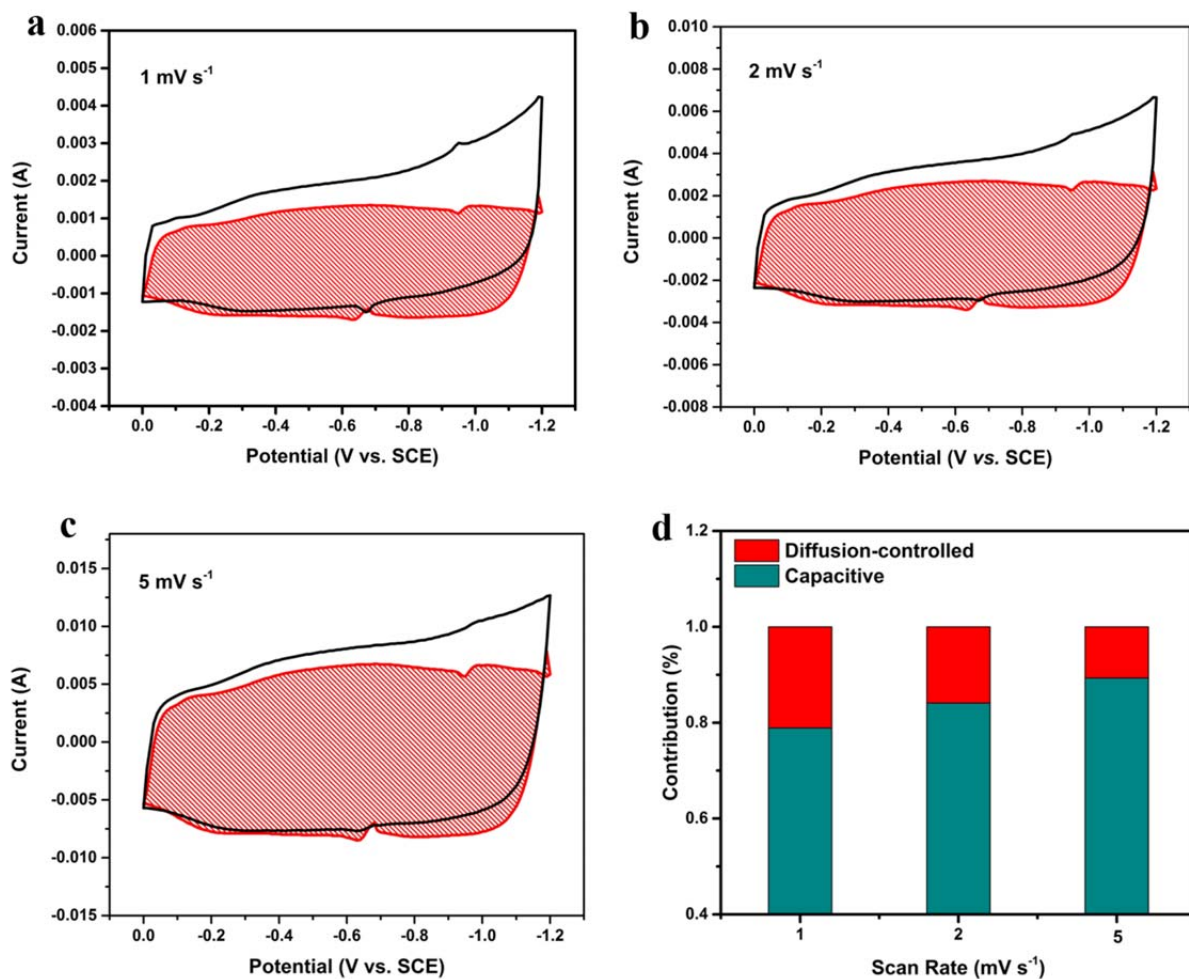 a
1 mV s⁻¹
Current (A)
0.006
0.005
0.004
0.003
0.002
0.001
0.000
-0.001
-0.002
-0.003
-0.004
0.0 -0.2 -0.4 -0.6 -0.8 -1.0 -1.2
Potential (V vs. SCE)
b
2 mV s⁻¹
Current (A)
0.010
0.008
0.006
0.004
0.002
0.000
-0.002
-0.004
-0.006
-0.008
0.0 -0.2 -0.4 -0.6 -0.8 -1.0 -1.2
Potential (V vs. SCE)
c
5 mV s⁻¹
Current (A)
0.015
0.010
0.005
0.000
-0.005
-0.010
-0.015
0.0 -0.2 -0.4 -0.6 -0.8 -1.0 -1.2
Potential (V vs. SCE)
d
Diffusion-controlled
Capacitive
Contribution (%)
1.2
1.0
0.8
0.6
0.4
1 2 5
Scan Rate (mV s⁻¹)